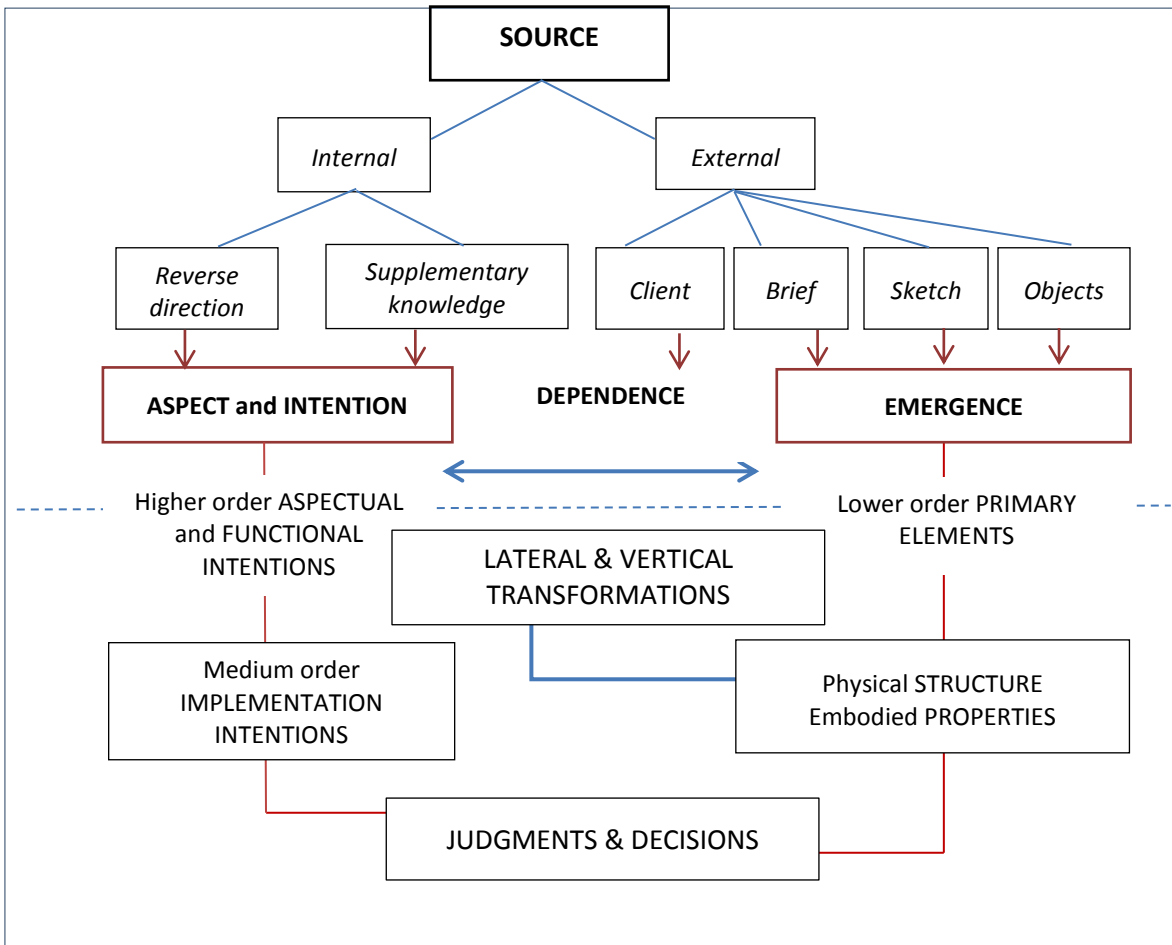 SOURCE
Internal
External
Reverse
direction
Supplementary
knowledge
Client
Brief
Sketch
Objects
ASPECT and INTENTION
DEPENDENCE
EMERGENCE
Higher order ASPECTUAL
and FUNCTIONAL
INTENTIONS
Lower order PRIMARY
ELEMENTS
LATERAL & VERTICAL
TRANSFORMATIONS
Medium order
IMPLEMENTATION
INTENTIONS
Physical STRUCTURE
Embodied PROPERTIES
JUDGMENTS & DECISIONS